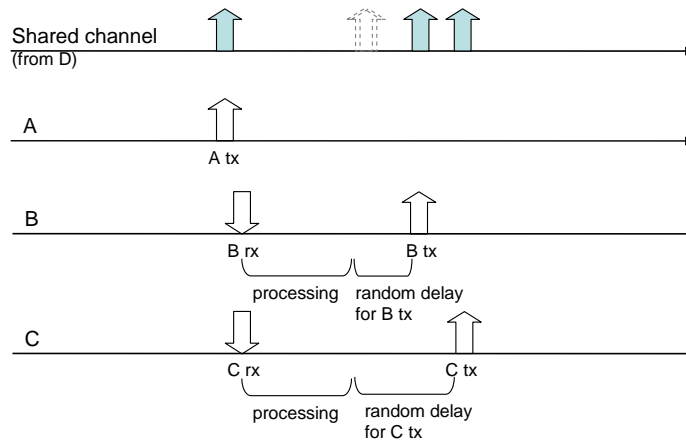 Shared channel
(from D)
A
A tx
B
B rx
B tx
processing
random delay
for B tx
C
C rx
C tx
processing
random delay
for C tx